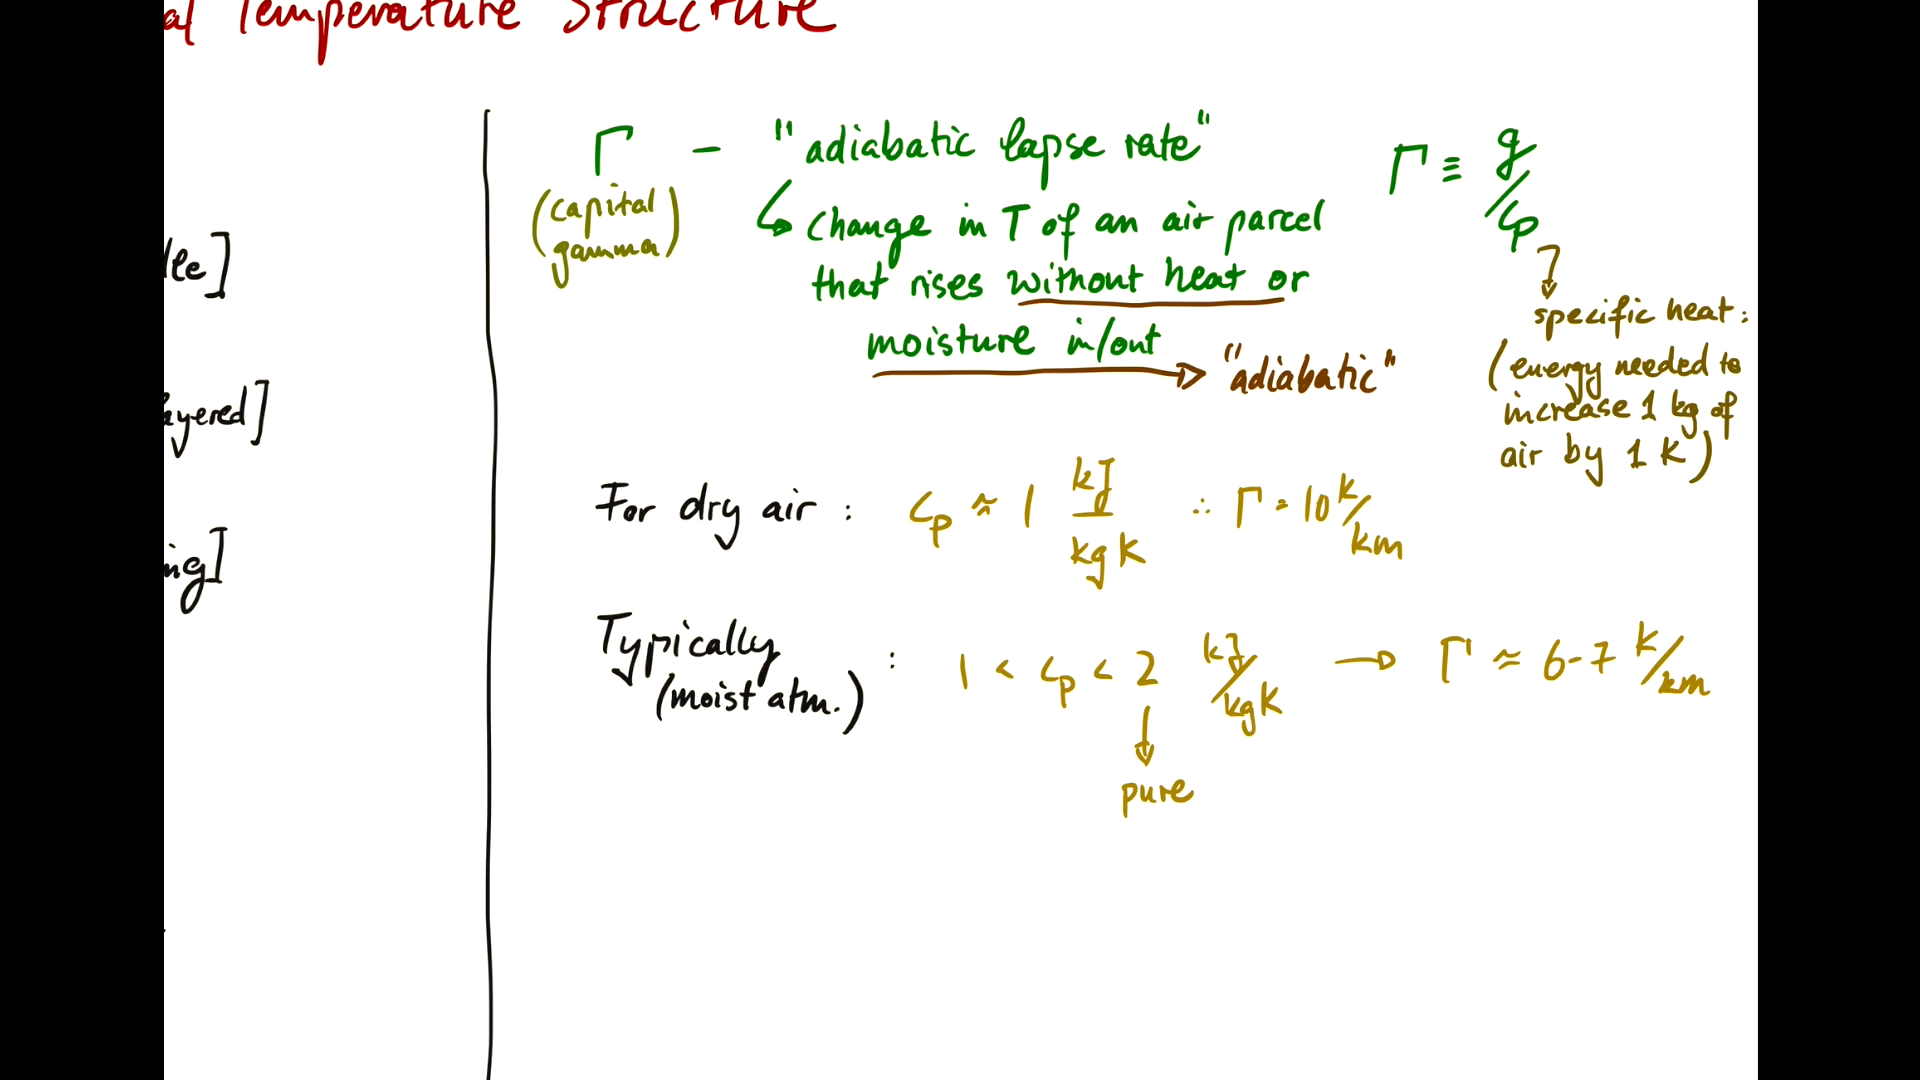 al Temperature Structure
lle]
ayered]
ing]
Γ - "adiabatic lapse rate"
(capital
gamma)
↳ change in T of an air parcel
that rises without heat or
moisture in/out → "adiabatic"
Γ ≡ g/cp
specific heat:
(energy needed to
increase 1 kg of
air by 1 K)
For dry air : cp ≈ 1 kJ/kg K ∴ Γ = 10 K/km
Typically
(moist atm.) : 1 < cp < 2 kJ/kg K → Γ ≈ 6-7 K/km
pure